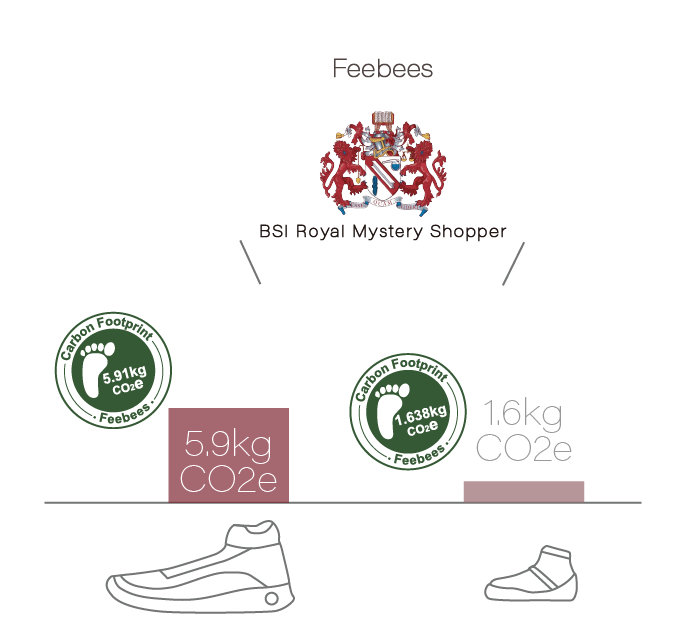 Feebees
BSI Royal Mystery Shopper
Carbon Footprint
5.91kg
CO2e
· Feebees ·
5.9kg
CO2e
Carbon Footprint
1.638kg
CO2e
· Feebees ·
1.6kg
CO2e